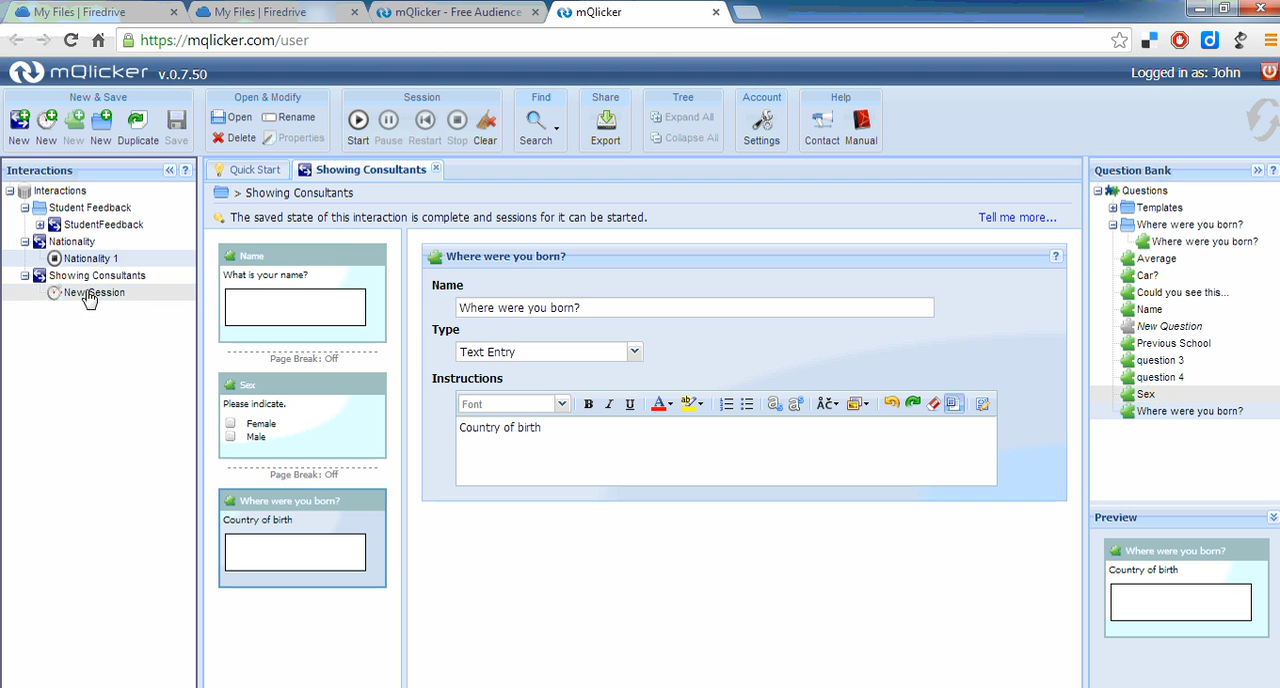 My Files | Firedrive
My Files | Firedrive
mQlicker - Free Audience
mQlicker
https://mqlicker.com/user
mQlicker v.0.7.50
Logged in as: John
New & Save
Open & Modify
Session
Find
Share
Tree
Account
Help
Open
Rename
Expand All
Delete
Properties
Collapse All
New
New
New
New
Duplicate
Save
Start
Pause
Restart
Stop
Clear
Search
Export
Settings
Contact
Manual
Interactions
Interactions
Student Feedback
StudentFeedback
Nationality
Nationality 1
Showing Consultants
New Session
Quick Start
Showing Consultants
> Showing Consultants
The saved state of this interaction is complete and sessions for it can be started.
Tell me more...
Name
What is your name?
Page Break: Off
Sex
Please indicate.
Female
Male
Page Break: Off
Where were you born?
Country of birth
Where were you born?
Name
Where were you born?
Type
Text Entry
Instructions
Font
B I U
Country of birth
Question Bank
Questions
Templates
Where were you born?
Where were you born?
Average
Car?
Could you see this...
Name
New Question
Previous School
question 3
question 4
Sex
Where were you born?
Preview
Where were you born?
Country of birth